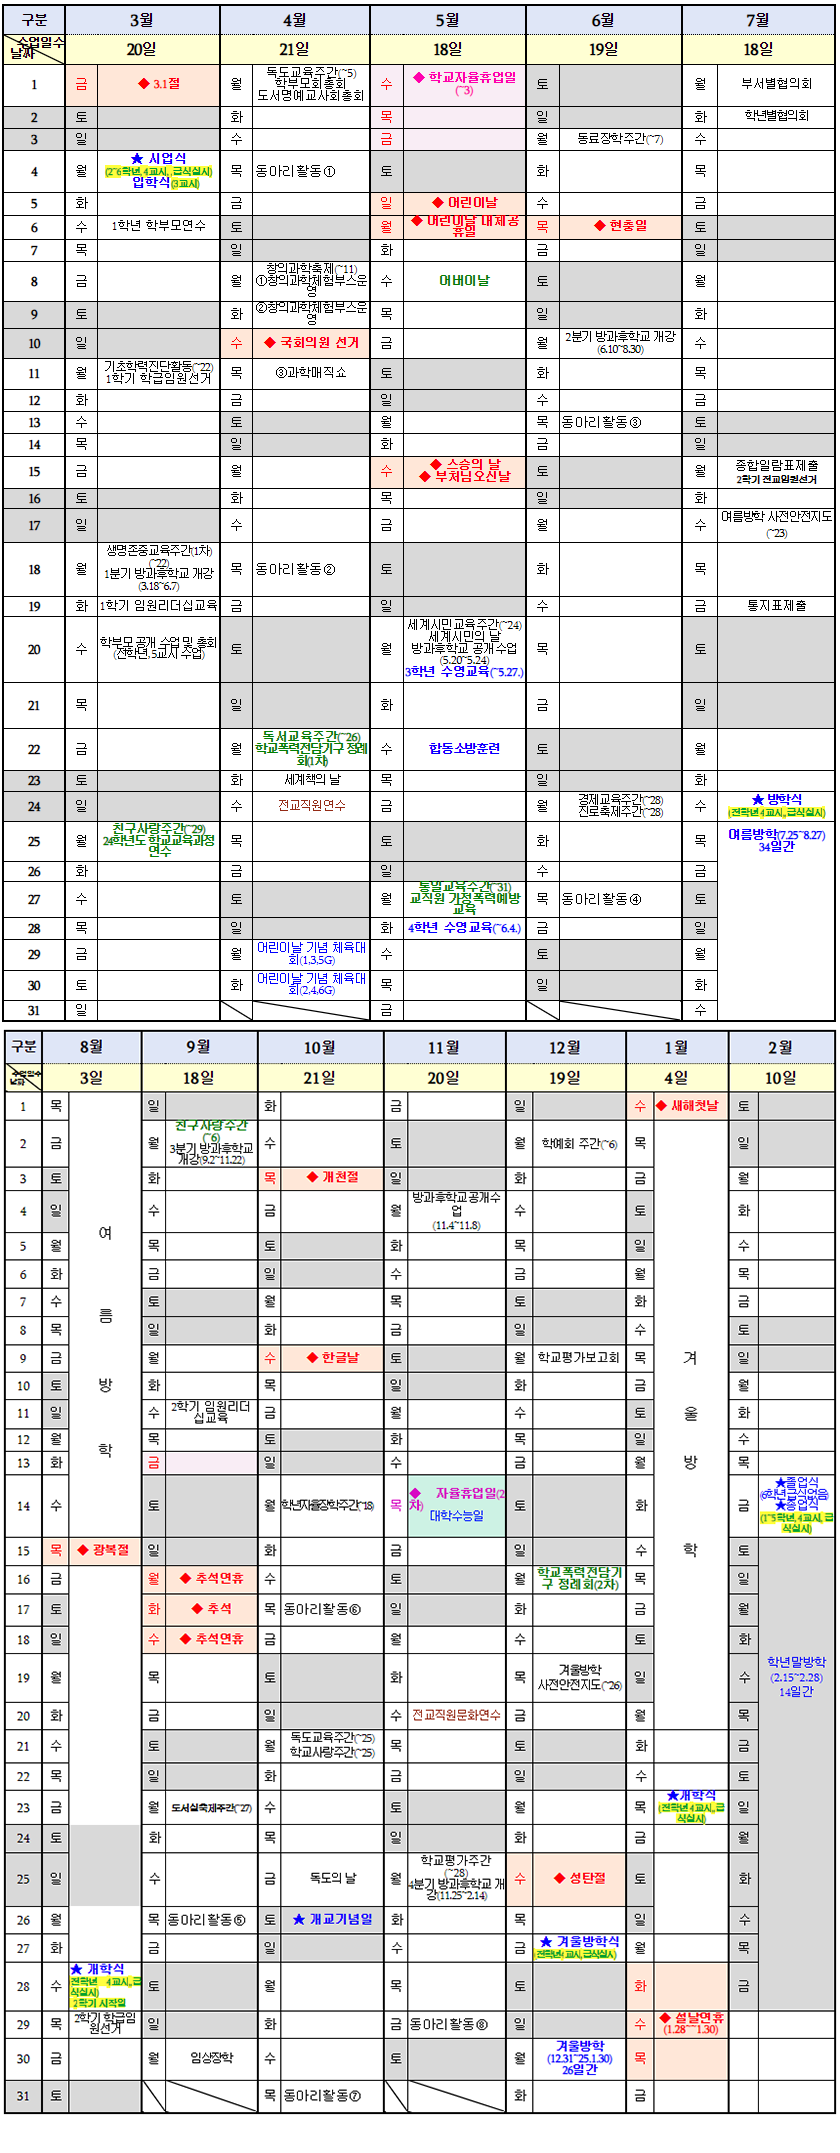 구분 3월 4월 5월 6월 7월
수업일수
날짜 20일 21일 18일 19일 18일
1 금 ◆ 3.1절 월 독도교육주간(~5)
학부모회총회
도서명예교사회총회 수 ◆ 학교자율휴업일
(~3) 토 월 부서별협의회
2 토 화 목 일 화 학년별협의회
3 일 수 금 월 동료장학주간(~7) 수
4 월 ★ 시업식
(2~6학년, 4교시, 급식실시)
입학식(3교시) 목 동아리활동① 토 화 목
5 화 금 일 ◆ 어린이날 수 금
6 수 1학년 학부모연수 토 월 ◆ 어린이날 대체공
휴일 목 ◆ 현충일 토
7 목 일 화 금 일
8 금 월 창의과학축제(~11)
①창의과학체험부스운
영 수 어버이날 토 월
9 토 화 ②창의과학체험부스운
영 목 일 화
10 일 수 ◆ 국회의원 선거 금 월 2분기 방과후학교 개강
(6.10~8.30) 수
11 월 기초학력진단활동(~22)
1학기 학급임원선거 목 ③과학매직쇼 토 화 목
12 화 금 일 수 금
13 수 토 월 목 동아리활동③ 토
14 목 일 화 금 일
15 금 월 수 ◆ 스승의 날
◆ 부처님오신날 토 월 종합일람표제출
2학기 전교임원선거
16 토 화 목 일 화
17 일 수 금 월 수 여름방학 사전안전지도
(~23)
18 월 생명존중교육주간(1차)
(~22)
1분기 방과후학교 개강
(3.18~6.7) 목 동아리활동② 토 화 목
19 화 1학기 임원리더십교육 금 일 수 금 통지표제출
20 수 학부모 공개 수업 및 총회
(전학년, 5교시 수업) 토 월 세계시민교육주간(~24)
세계시민의 날
방과후학교 공개수업
(5.20~5.24)
3학년 수영교육(~5.27.) 목 토
21 목 일 화 금 일
22 금 월 독서교육주간(~26)
학교폭력전담기구 정례
회(1차) 수 합동소방훈련 토 월
23 토 화 세계책의 날 목 일 화
24 일 수 전교직원연수 금 월 경제교육주간(~28)
진로축제주간(~28) 수 ★ 방학식
(전학년 4교시, 급식실시)
25 월 친구사랑주간(~29)
24학년도 학교교육과정
연수 목 토 화 목 여름방학(7.25~8.27)
34일간
26 화 금 일 수 금
27 수 토 월 통일교육주간(~31)
교직원 가정폭력예방
교육 목 동아리활동④ 토
28 목 일 화 4학년 수영교육(~6.4.) 금 일
29 금 월 어린이날 기념 체육대
회(1,3,5G) 수 토 월
30 토 화 어린이날 기념 체육대
회(2,4,6G) 목 일 화
31 일 금 수
구분 8월 9월 10월 11월 12월 1월 2월
수업일수
날짜 3일 18일 21일 20일 19일 4일 10일
1 목 일 화 금 일 수 ◆ 새해첫날 토
2 금 월 친구사랑주간
(~6)
3분기 방과후학교
개강(9.2~11.22) 수 토 월 학예회 주간(~6) 목 일
3 토 화 목 ◆ 개천절 일 화 금 월
4 일 수 금 월 방과후학교공개수
업
(11.4~11.8) 수 토 화
여
5 월 목 토 화 목 일 수
6 화 금 일 수 금 월 목
7 수 토 월 목 토 화 금
름
8 목 일 화 금 일 수 토
9 금 월 수 ◆ 한글날 토 월 학교평가보고회 목 겨 일
10 토 방 화 목 일 화 금 월
11 일 수 2학기 임원리더
십교육 금 월 수 토 울 화
12 월 목 토 화 목 일 수
학
13 화 금 일 수 금 월 방 목
14 수 토 월 학년자율장학주간(~18) 목 ◆ 자율휴업일(2
차)
대학수능일 토 화 금 ★졸업식
(6학년급식없음)
★종업식
(1~5학년, 4교시, 급
식실시)
15 목 ◆ 광복절 일 화 금 일 수 학 토
16 금 월 ◆ 추석연휴 수 토 월 학교폭력전담기
구 정례회(2차) 목 일
17 토 화 ◆ 추석 목 동아리활동⑥ 일 화 금 월
18 일 수 ◆ 추석연휴 금 월 수 토 화
19 월 목 토 화 목 겨울방학
사전안전지도(~26) 일 수 학년말방학
(2.15~2.28)
14일간
20 화 금 일 수 전교직원문화연수 금 월 목
21 수 토 월 독도교육주간(~25)
학교사랑주간(~25) 목 토 화 금
22 목 일 화 금 일 수 토
23 금 월 도서실축제주간(~27) 수 토 월 목 ★개학식
(전학년 4교시, 급
식실시) 일
24 토 화 목 일 화 금 월
25 일 수 금 독도의 날 월 학교평가주간
(~28)
4분기 방과후학교 개
강(11.25~2.14) 수 ◆ 성탄절 토 화
26 월 목 동아리활동⑤ 토 ★ 개교기념일 화 목 일 수
27 화 금 일 수 금 ★ 겨울방학식
(전학년4교시,급식실시) 월 목
28 수 ★ 개학식
전학년 4교시, 급
식실시)
2학기 시작일 토 월 목 토 화 금
29 목 2학기 학급임
원선거 일 화 금 동아리활동⑧ 일 수 ◆ 설날연휴
(1.28~~1.30)
30 금 월 임상장학 수 토 월 겨울방학
(12.31~25.1.30)
26일간 목
31 토 목 동아리활동⑦ 화 금